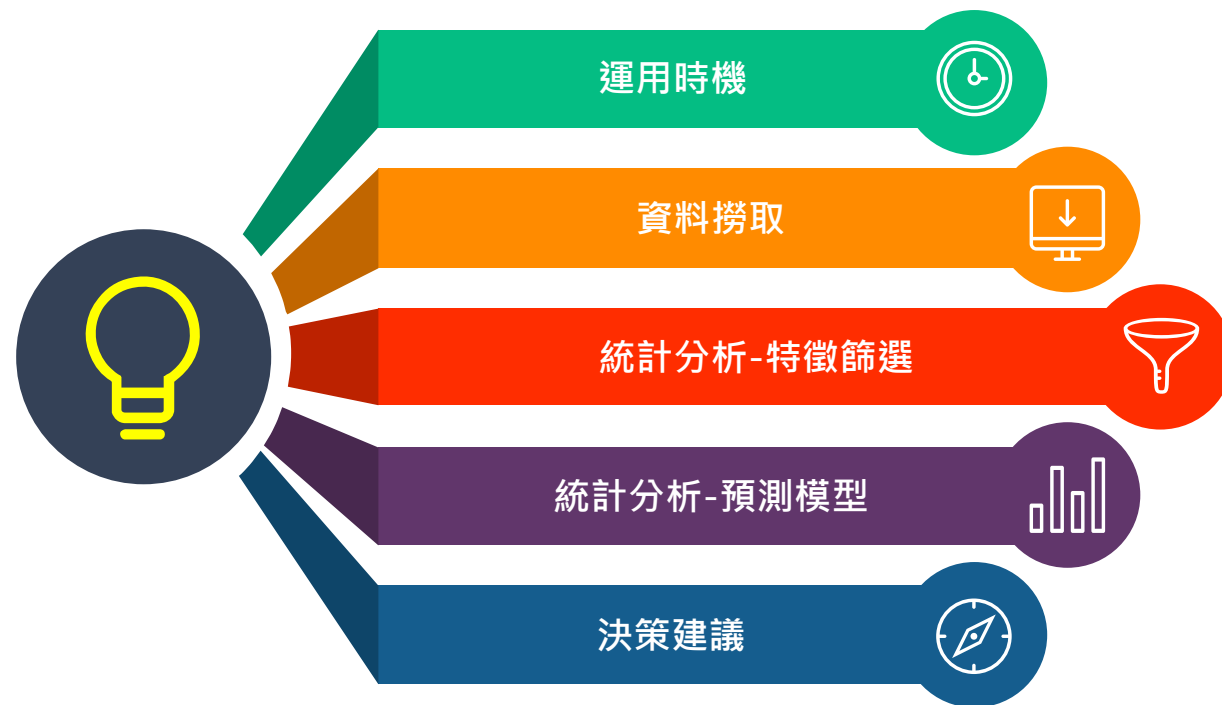 運用時機
資料撈取
統計分析-特徵篩選
統計分析-預測模型
決策建議